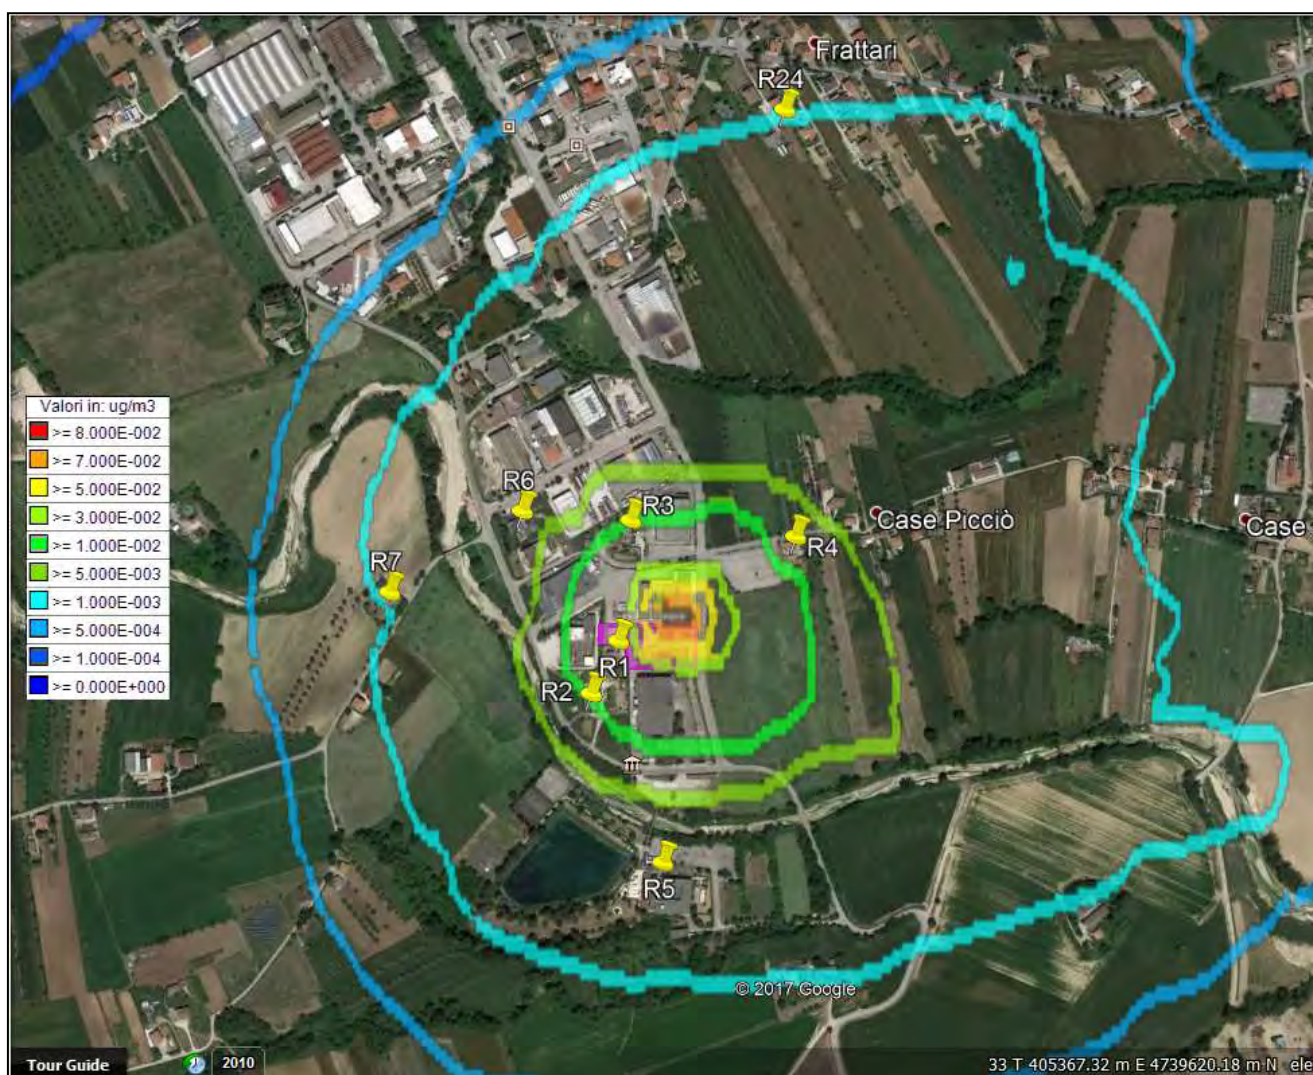 Frattari
R24
Valori in: ug/m3
>= 8.000E-002
>= 7.000E-002
>= 5.000E-002
>= 3.000E-002
>= 1.000E-002
>= 5.000E-003
>= 1.000E-003
>= 5.000E-004
>= 1.000E-004
>= 0.000E+000
R6
R3
Case Picciò
Case
R4
R7
R1
R2
R5
© 2017 Google
Tour Guide
2010
33 T 405367.32 m E 4739620.18 m N ele